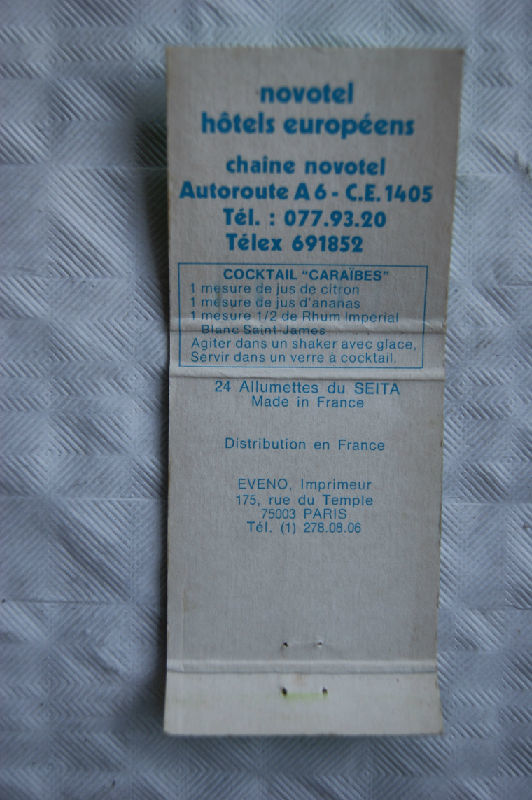 novotel
hôtels européens
chaine novotel
Autoroute A 6 - C.E. 1405
Tél. : 077.93.20
Télex 691852
COCKTAIL "CARAÏBES"
1 mesure de jus de citron
1 mesure de jus d'ananas
1 mesure 1/2 de Rhum Impérial
Blanc Saint-James
Agiter dans un shaker avec glace,
Servir dans un verre à cocktail.
24 Allumettes du SEITA
Made in France
Distribution en France
EVENO, Imprimeur
175, rue du Temple
75003 PARIS
Tél. (1) 278.08.06